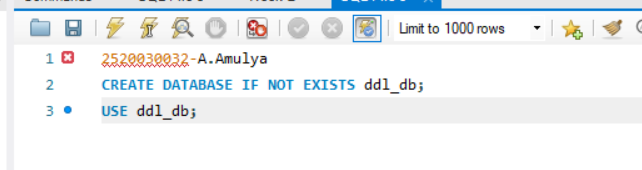 Limit to 1000 rows
1 2520030032-A.Amulya
2 CREATE DATABASE IF NOT EXISTS ddl_db;
3 USE ddl_db;